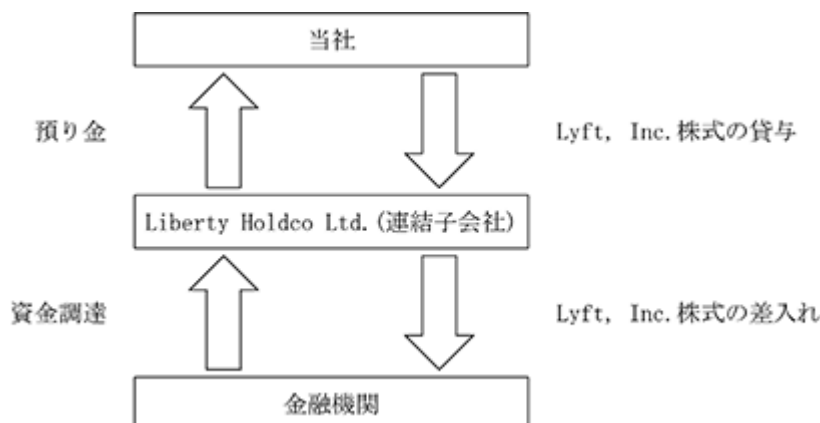 当社
預り金
Lyft, Inc.株式の貸与
Liberty Holdco Ltd.(連結子会社)
資金調達
Lyft, Inc.株式の差入れ
金融機関